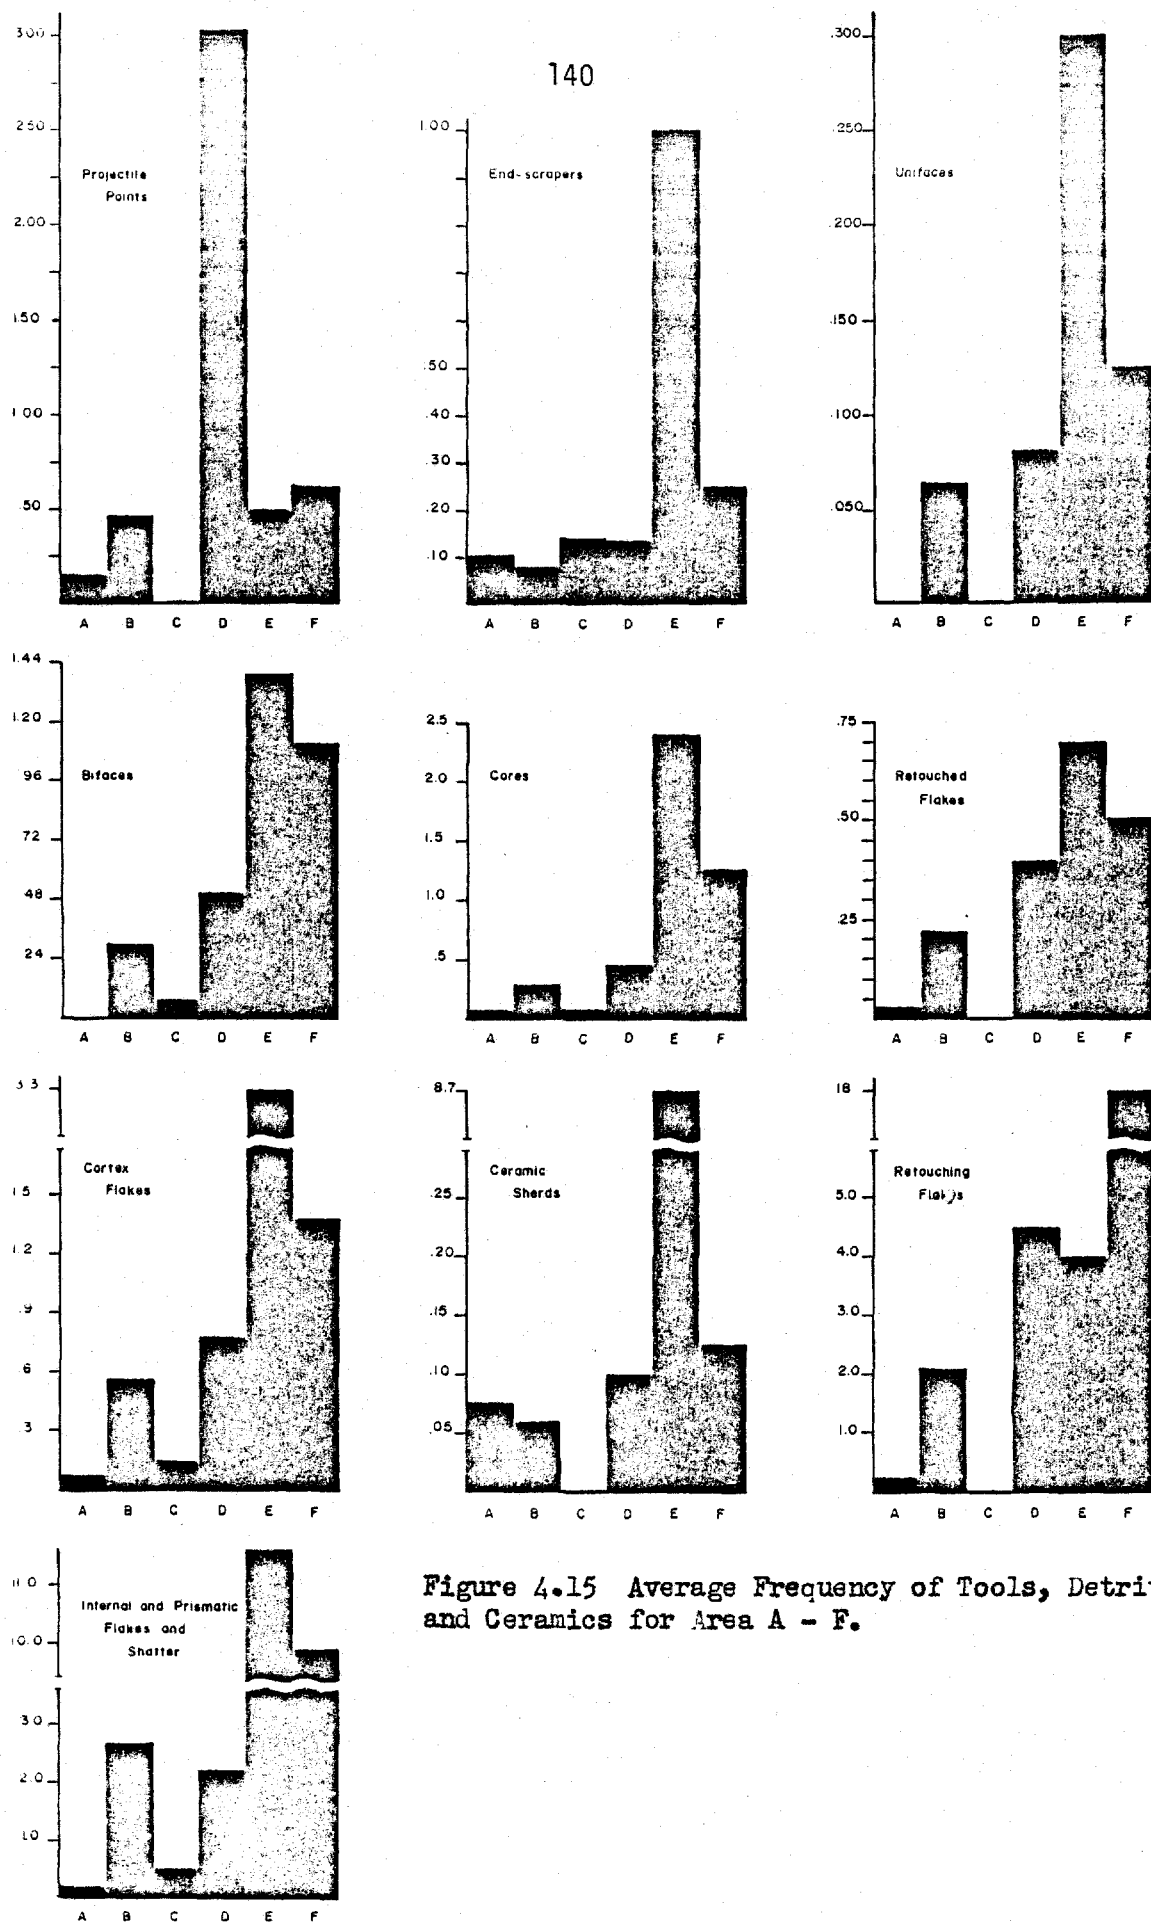 140
3.00
2.50
2.00
1.50
1.00
.50
Projectile
Points
A B C D E F
1.00
.50
.40
.30
.20
.10
End-scrapers
A B C D E F
.300
.250
.200
.150
.100
.050
Unifaces
A B C D E F
1.44
1.20
.96
.72
.48
.24
Bifaces
A B C D E F
2.5
2.0
1.5
1.0
.5
Cores
A B C D E F
.75
.50
.25
Retouched
Flakes
A B C D E F
3.3
1.5
1.2
.9
.6
.3
Cortex
Flakes
A B C D E F
8.7
.25
.20
.15
.10
.05
Ceramic
Sherds
A B C D E F
18
5.0
4.0
3.0
2.0
1.0
Retouching
Flakes
A B C D E F
11.0
10.0
3.0
2.0
1.0
Internal and Prismatic
Flakes and
Shatter
A B C D E F
Figure 4.15 Average Frequency of Tools, Detri
and Ceramics for Area A - F.